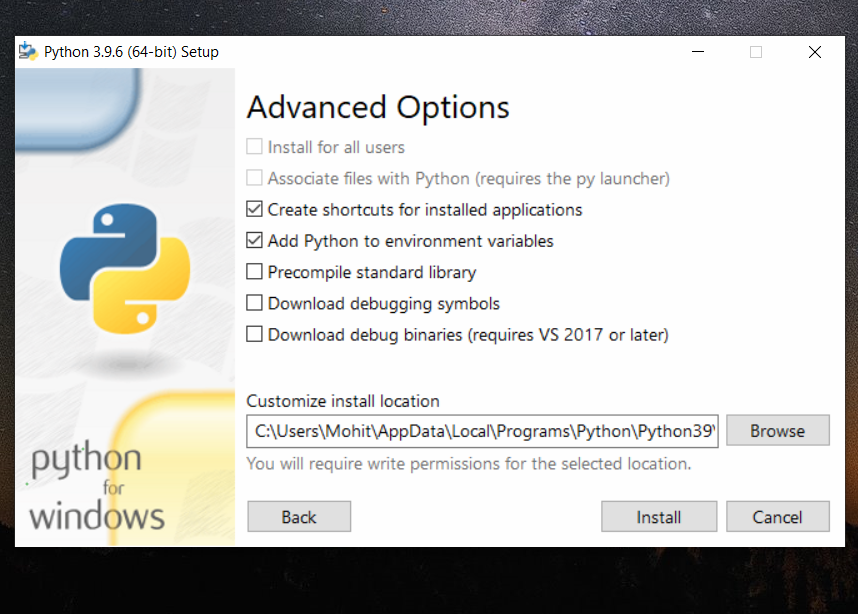 Python 3.9.6 (64-bit) Setup
Advanced Options
Install for all users
Associate files with Python (requires the py launcher)
Create shortcuts for installed applications
Add Python to environment variables
Precompile standard library
Download debugging symbols
Download debug binaries (requires VS 2017 or later)
Customize install location
C:\Users\Mohit\AppData\Local\Programs\Python\Python39\
Browse
You will require write permissions for the selected location.
python
for
windows
Back
Install
Cancel